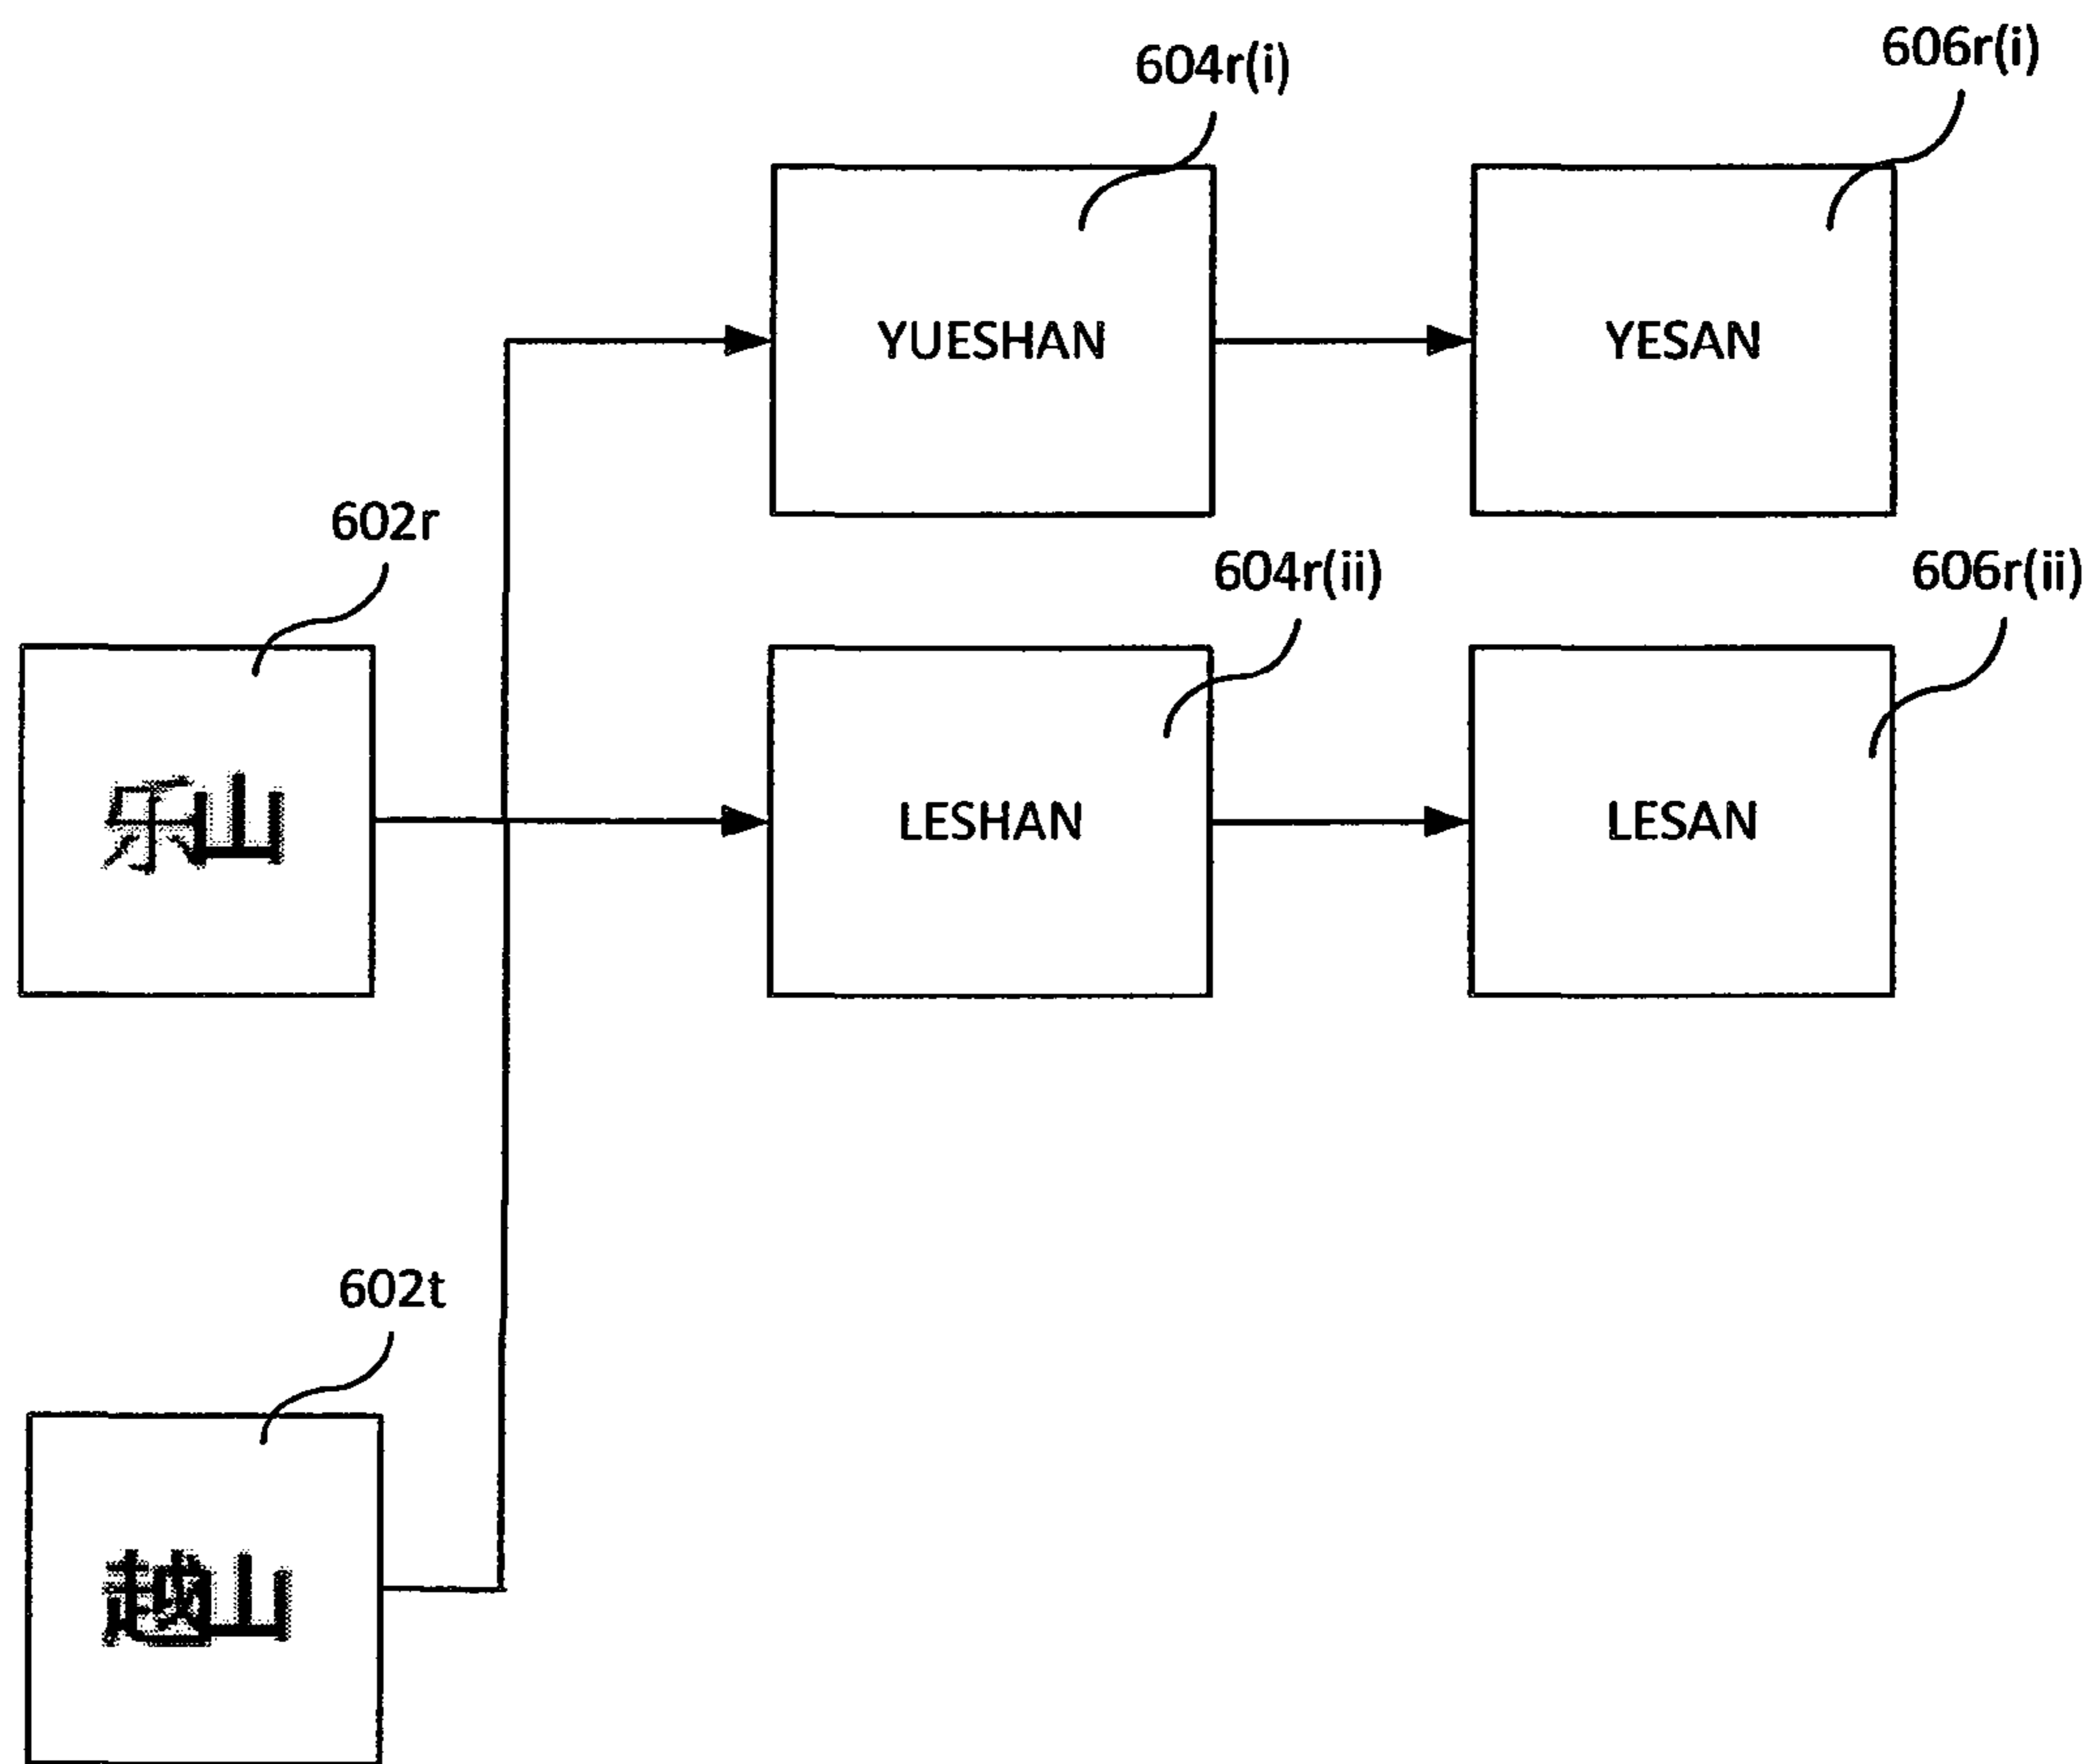 604r(i)
606r(i)
YUESHAN
YESAN
602r
604r(ii)
606r(ii)
乐山
LESHAN
LESAN
602t
越山